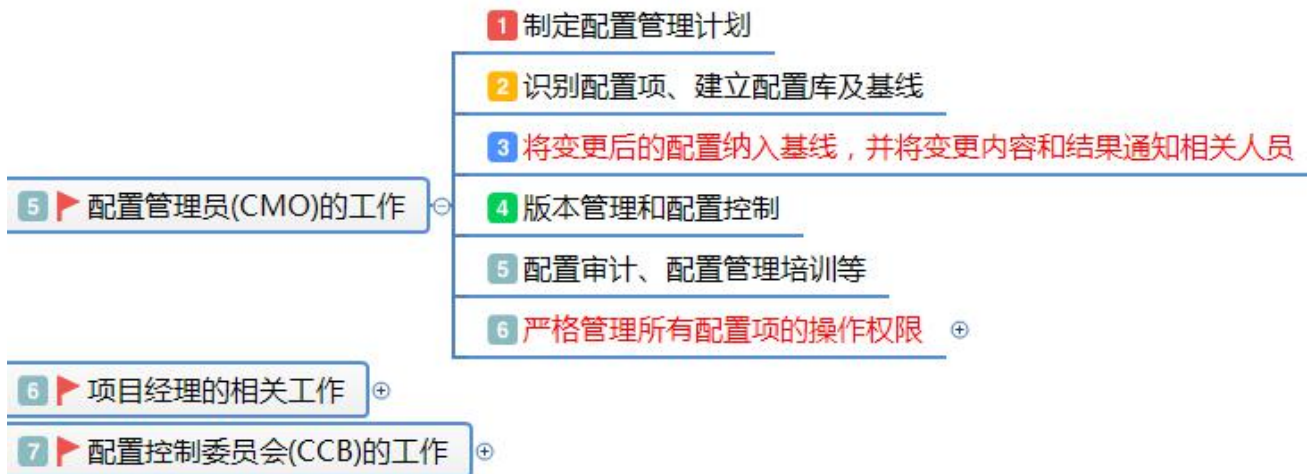 1 制定配置管理计划
2 识别配置项、建立配置库及基线
3 将变更后的配置纳入基线，并将变更内容和结果通知相关人员
5 配置管理员(CMO)的工作
4 版本管理和配置控制
5 配置审计、配置管理培训等
6 严格管理所有配置项的操作权限
6 项目经理的相关工作
7 配置控制委员会(CCB)的工作